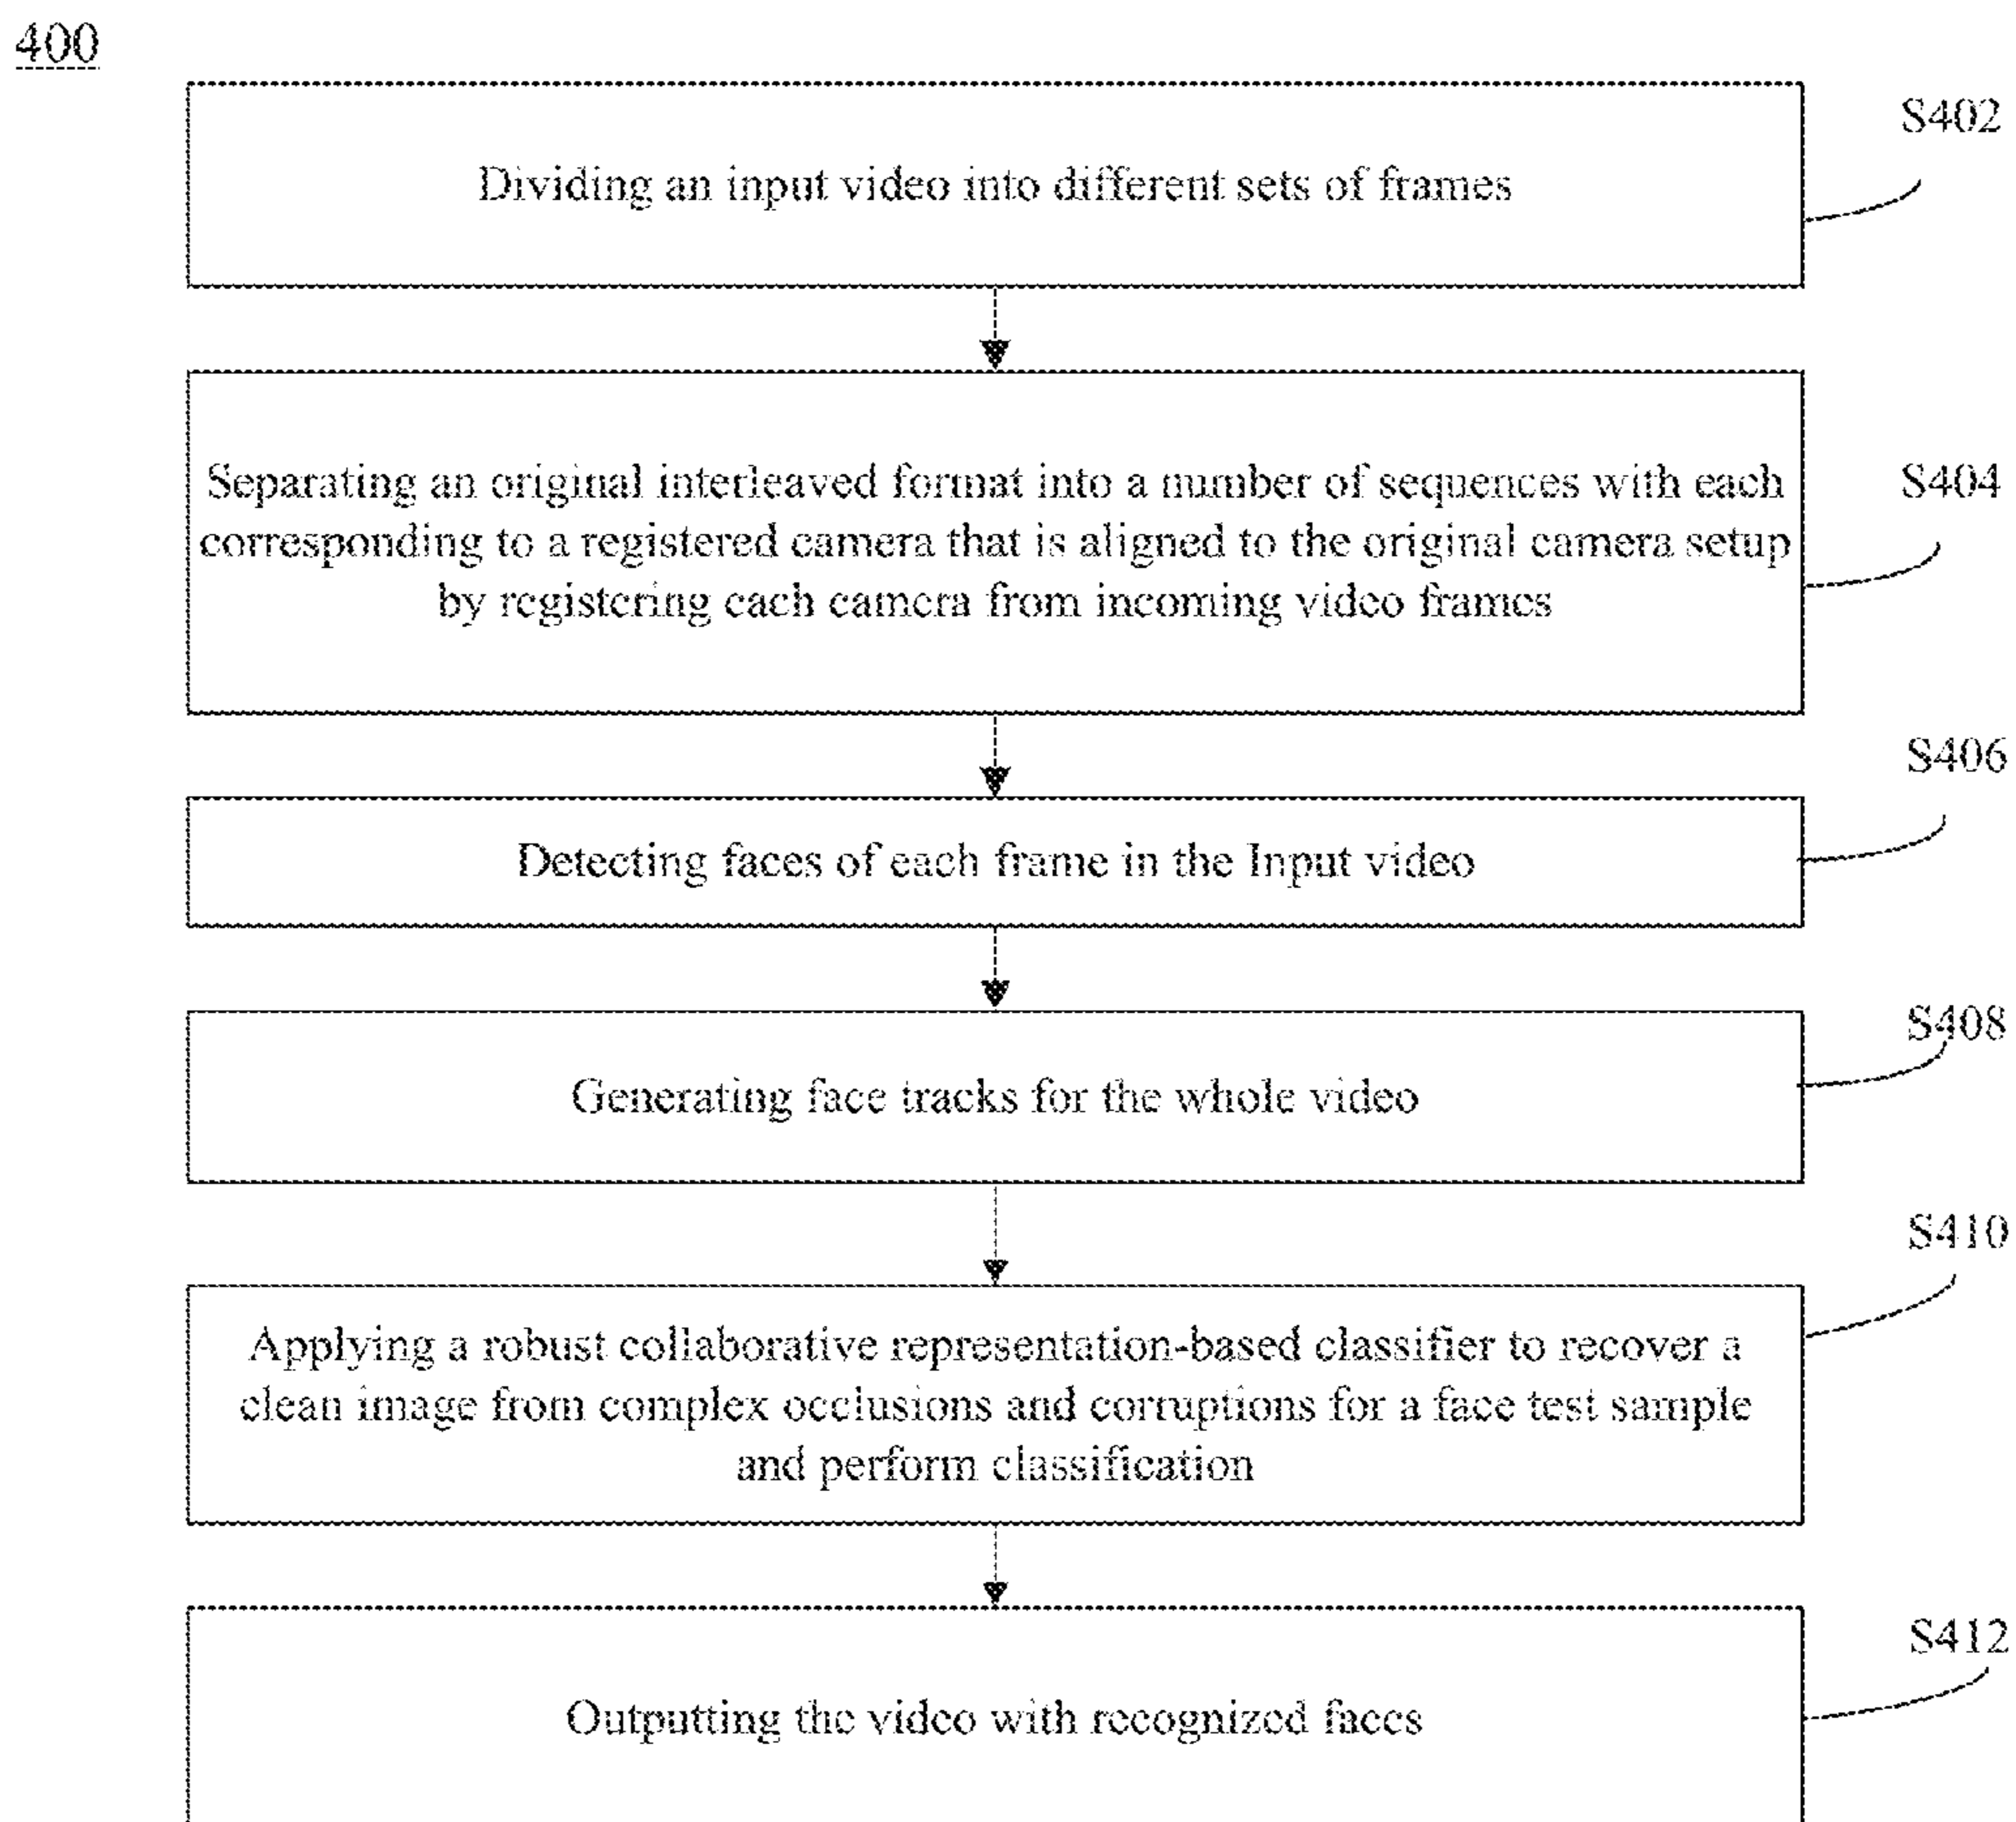 400
Dividing an input video into different sets of frames
S402
Separating an original interleaved format into a number of sequences with each
corresponding to a registered camera that is aligned to the original camera setup
by registering each camera from incoming video frames
S404
Detecting faces of each frame in the Input video
S406
Generating face tracks for the whole video
S408
Applying a robust collaborative representation-based classifier to recover a
clean image from complex occlusions and corruptions for a face test sample
and perform classification
S410
Outputting the video with recognized faces
S412